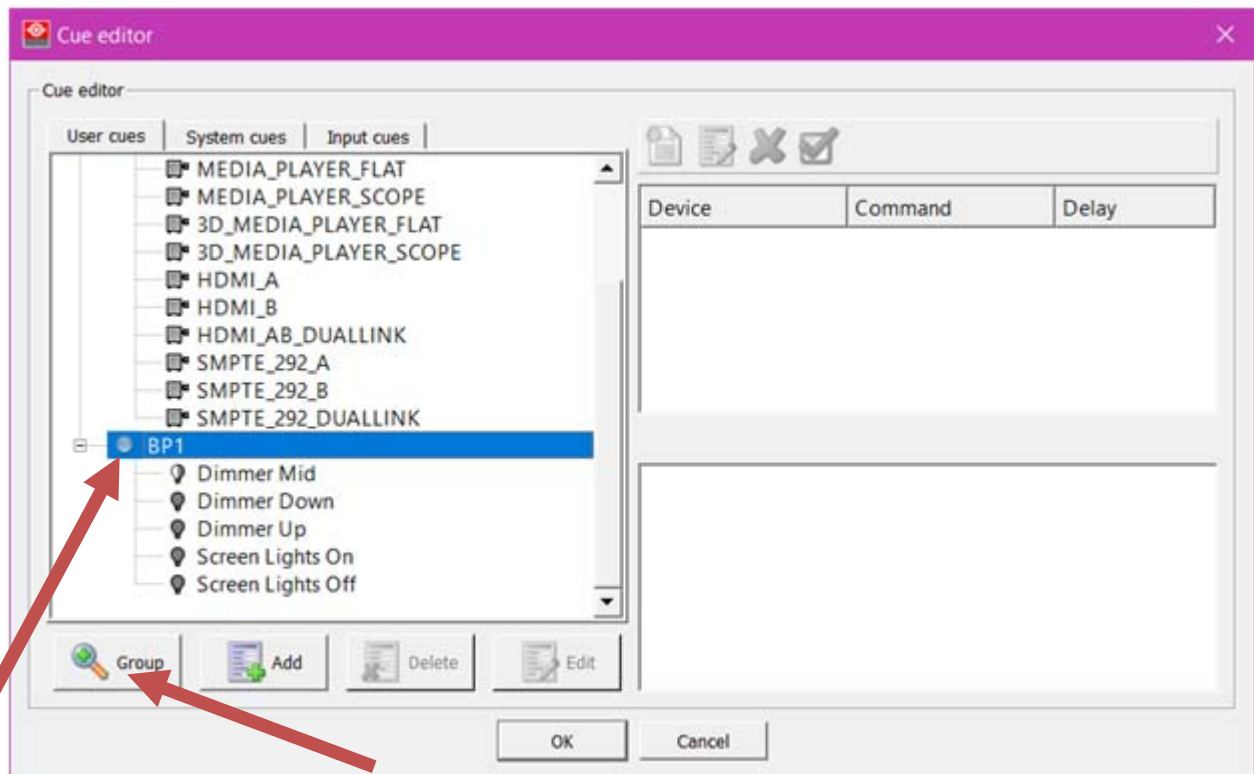 Cue editor
Cue editor
User cues System cues Input cues
MEDIA_PLAYER_FLAT
MEDIA_PLAYER_SCOPE
3D_MEDIA_PLAYER_FLAT
3D_MEDIA_PLAYER_SCOPE
HDMI_A
HDMI_B
HDMI_AB_DUALLINK
SMPTE_292_A
SMPTE_292_B
SMPTE_292_DUALLINK
BP1
Dimmer Mid
Dimmer Down
Dimmer Up
Screen Lights On
Screen Lights Off
Group Add Delete Edit
Device Command Delay
OK Cancel